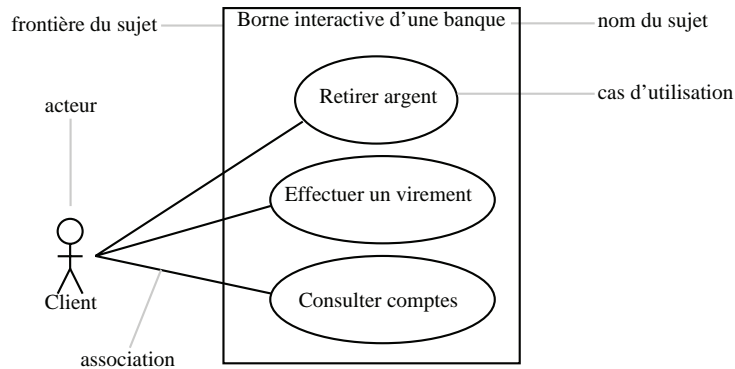 frontière du sujet
Borne interactive d’une banque
nom du sujet
Retirer argent
cas d’utilisation
acteur
Effectuer un virement
Client
Consulter comptes
association